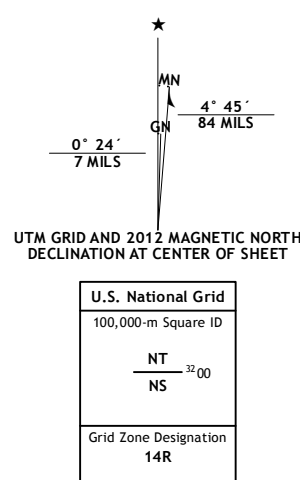 ★
MN
4° 45´
84 MILS
GN
0° 24´
7 MILS
UTM GRID AND 2012 MAGNETIC NORTH
DECLINATION AT CENTER OF SHEET
U.S. National Grid
100,000-m Square ID
NT
3200
NS
Grid Zone Designation
14R